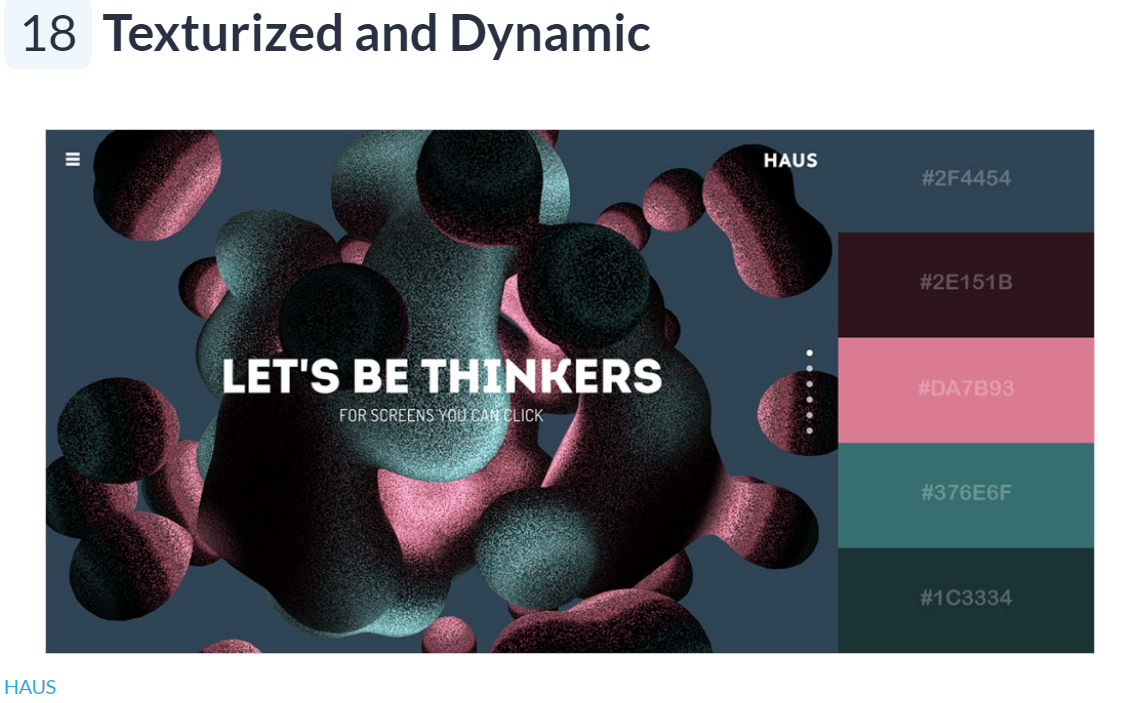 18 Texturized and Dynamic
HAUS
#2F4454
#2E151B
LET'S BE THINKERS
FOR SCREENS YOU CAN CLICK
#DA7B93
#376E6F
#1C3334
HAUS